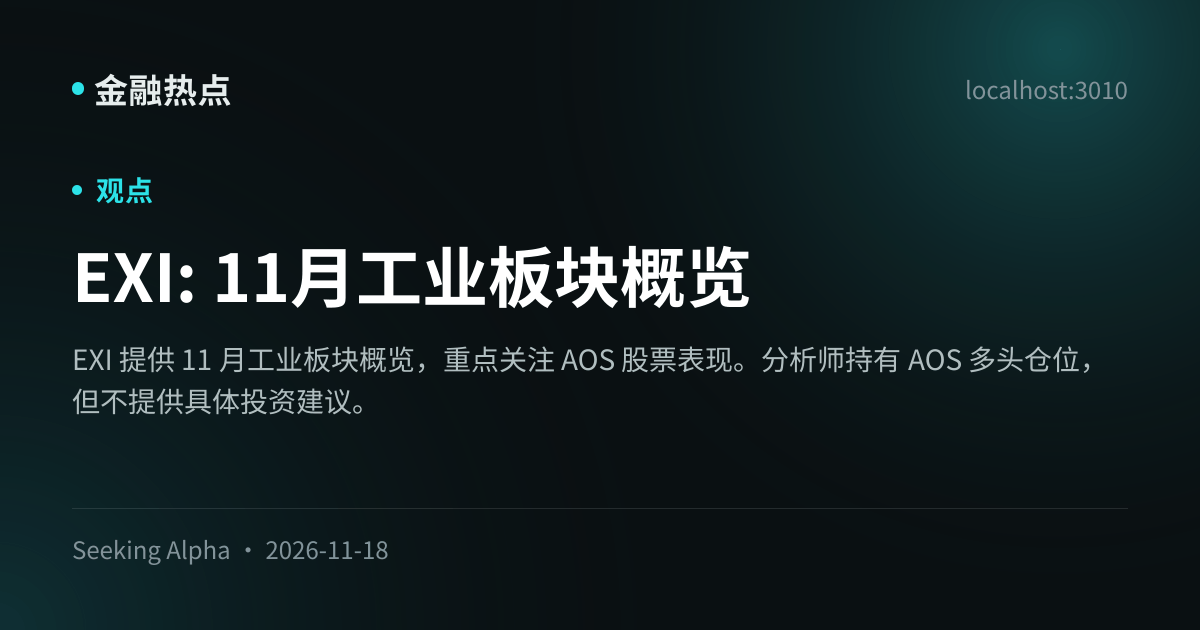 金融热点
localhost:3010
观点
EXI: 11月工业板块概览
EXI 提供 11 月工业板块概览，重点关注 AOS 股票表现。分析师持有 AOS 多头仓位，
但不提供具体投资建议。
Seeking Alpha · 2026-11-18